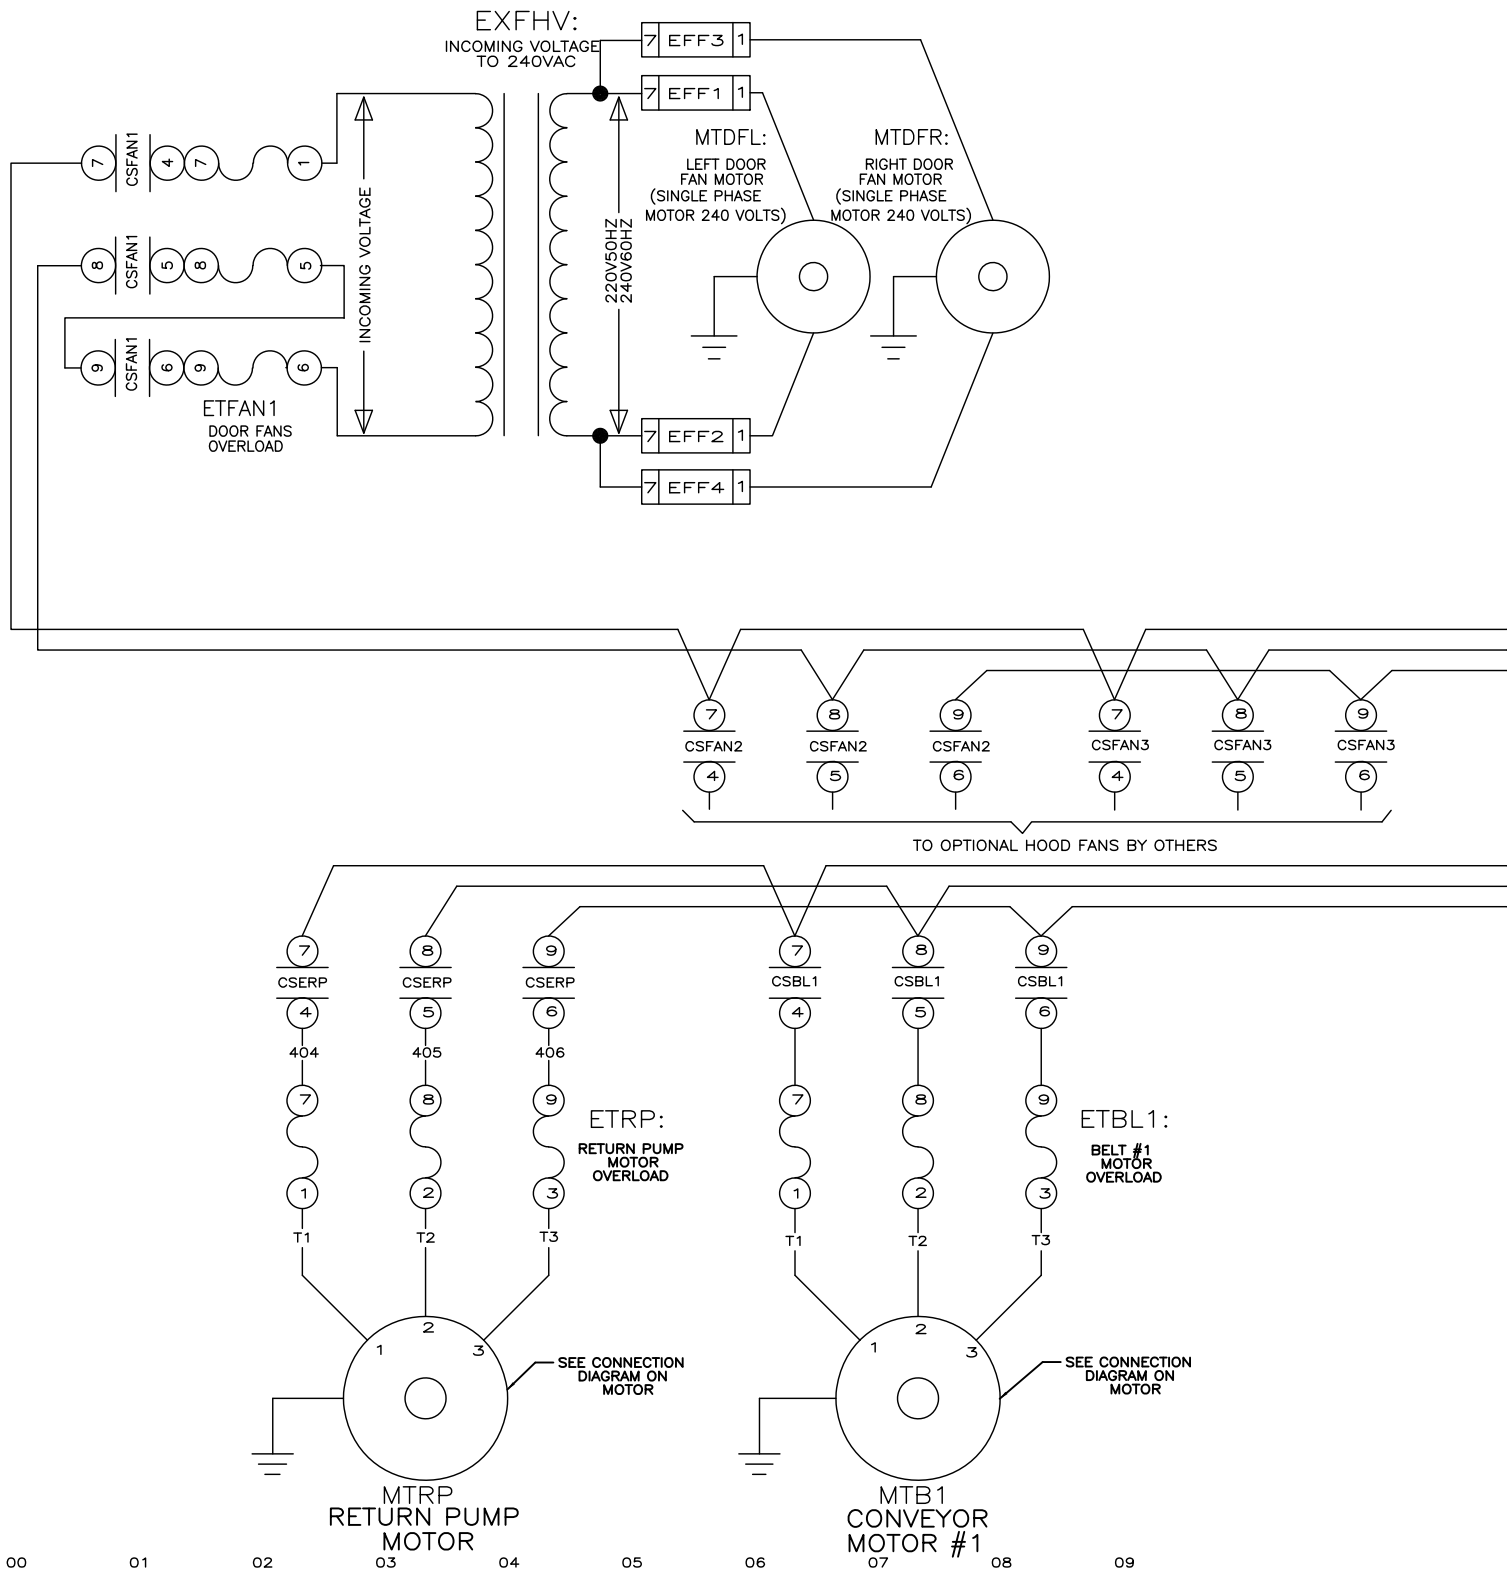 EXFHV:
INCOMING VOLTAGE
TO 240VAC
7 EFF3 1
7 EFF1 1
MTDFL:
LEFT DOOR
FAN MOTOR
(SINGLE PHASE
MOTOR 240 VOLTS)
MTDFR:
RIGHT DOOR
FAN MOTOR
(SINGLE PHASE
MOTOR 240 VOLTS)
7 CSFAN1 4 7 1
8 CSFAN1 5 8 5
9 CSFAN1 6 9 6
INCOMING VOLTAGE
220V50HZ
240V60HZ
ETFAN1
DOOR FANS
OVERLOAD
7 EFF2 1
7 EFF4 1
7 8 9 7 8 9
CSFAN2 CSFAN2 CSFAN2 CSFAN3 CSFAN3 CSFAN3
4 5 6 4 5 6
TO OPTIONAL HOOD FANS BY OTHERS
7 8 9 7 8 9
CSERP CSERP CSERP CSBL1 CSBL1 CSBL1
4 5 6 4 5 6
404 405 406
7 8 9 7 8 9
ETRP:
RETURN PUMP
MOTOR
OVERLOAD
ETBL1:
BELT #1
MOTOR
OVERLOAD
1 2 3 1 2 3
T1 T2 T3 T1 T2 T3
1 2 3
SEE CONNECTION
DIAGRAM ON
MOTOR
1 2 3
SEE CONNECTION
DIAGRAM ON
MOTOR
MTRP
RETURN PUMP
MOTOR
MTB1
CONVEYOR
MOTOR #1
00 01 02 03 04 05 06 07 08 09